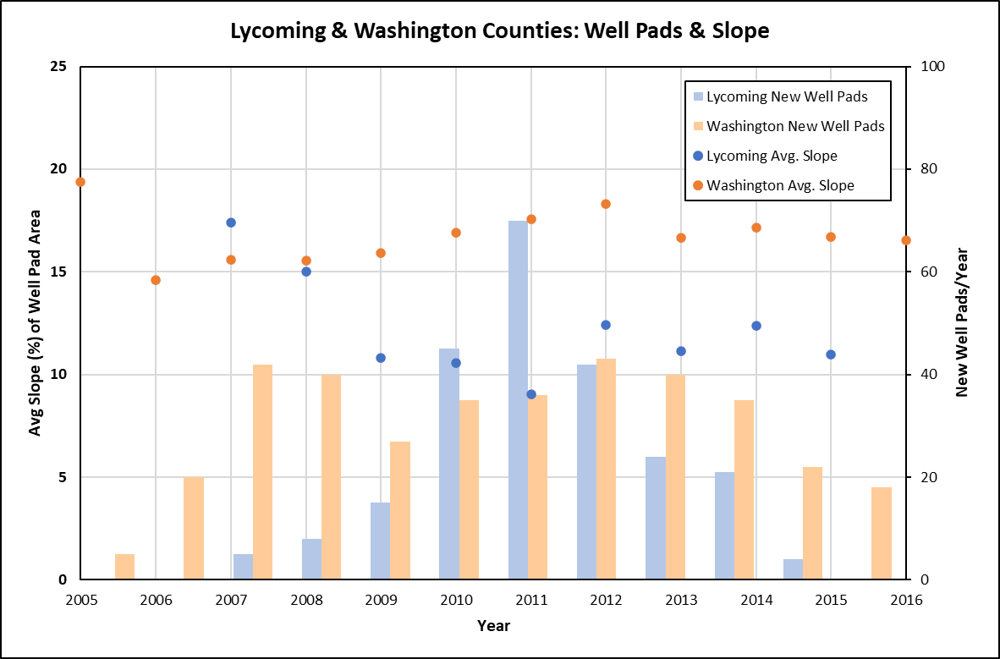 Lycoming & Washington Counties: Well Pads & Slope
25
20
15
10
5
0
Avg Slope (%) of Well Pad Area
100
80
60
40
20
0
New Well Pads/Year
Lycoming New Well Pads
Washington New Well Pads
Lycoming Avg. Slope
Washington Avg. Slope
2005 2006 2007 2008 2009 2010 2011 2012 2013 2014 2015 2016
Year